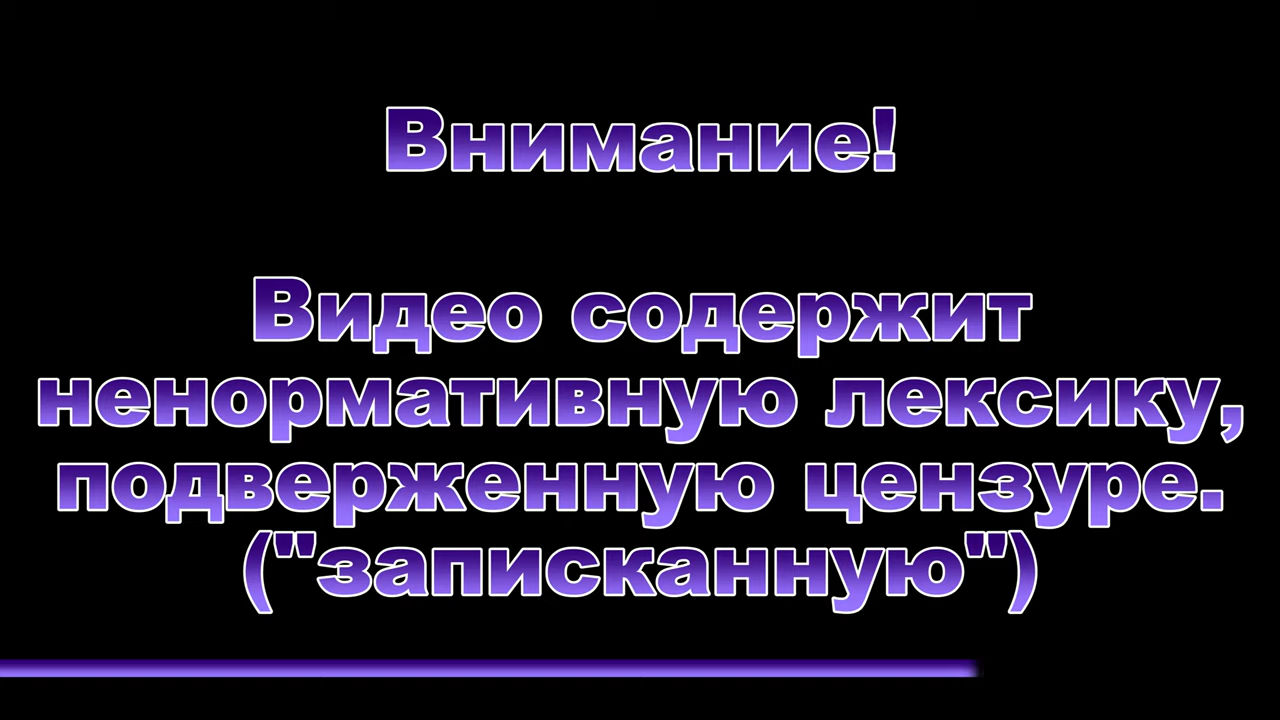 Внимание!
Видео содержит
ненормативную лексику,
подверженную цензуре.
("записканную")